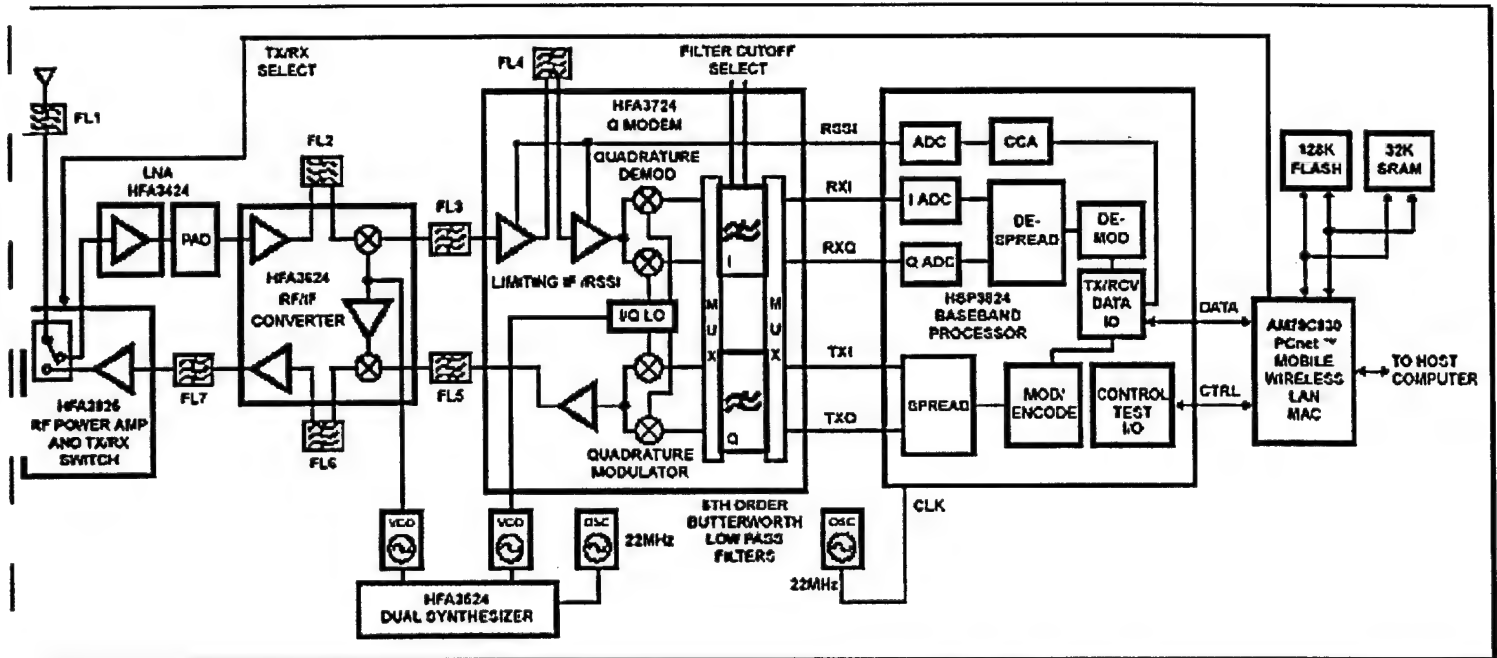 TX/RX
SELECT
FL1
LNA
HFA3424
PAD
FL2
HFA3624
RF/IF
CONVERTER
FL3
FL4
FILTER CUTOFF
SELECT
HFA3724
Q MODEM
QUADRATURE
DEMOD
LIMITING IF /RSSI
I/Q LO
M
U
X
I
M
U
X
Q
QUADRATURE
MODULATOR
RSSI
RXI
RXQ
TXI
TXQ
ADC
CCA
I ADC
Q ADC
DE-
SPREAD
DE-
MOD
HSP3824
BASEBAND
PROCESSOR
TX/RCV
DATA
IO
SPREAD
MOD/
ENCODE
CONTROL
TEST
I/O
DATA
CTRL
128K
FLASH
32K
SRAM
AM79C930
PCnet ™
MOBILE
WIRELESS
LAN
MAC
TO HOST
COMPUTER
RF POWER AMP
AND TX/RX
SWITCH
FL7
FL6
FL5
VCO
VCO
OSC
22MHz
5TH ORDER
BUTTERWORTH
LOW PASS
FILTERS
OSC
22MHz
CLK
DUAL SYNTHESIZER